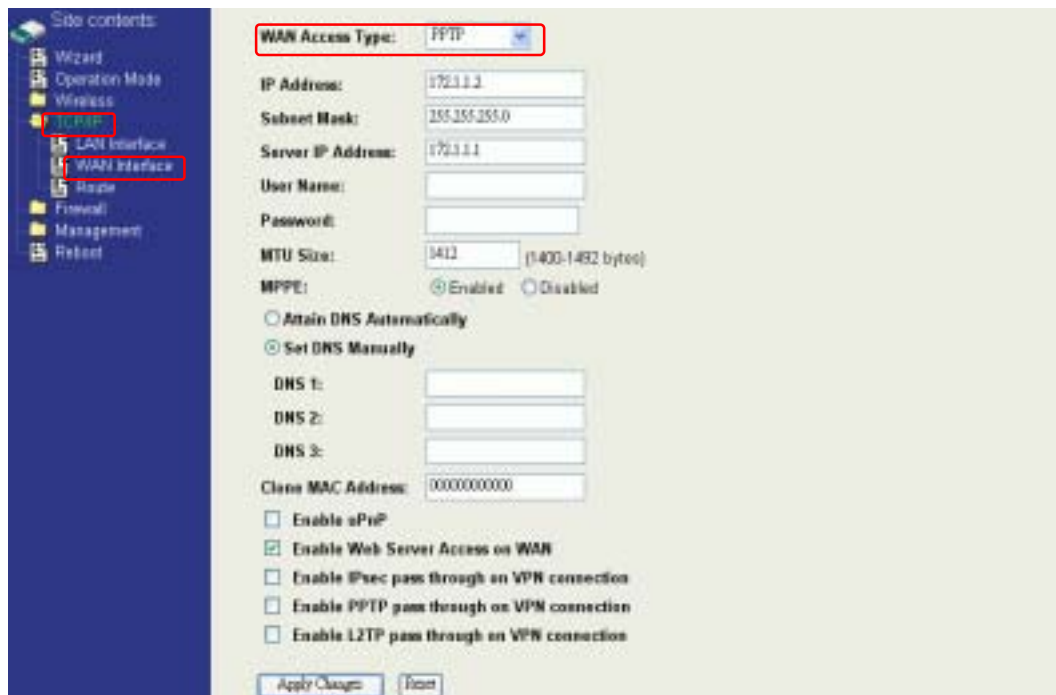 Site contents:
Wizard
Operation Mode
Wireless
TCP/IP
LAN Interface
WAN Interface
Route
Firewall
Management
Reboot
WAN Access Type: PPTP
IP Address: 172.1.1.2
Subnet Mask: 255.255.255.0
Server IP Address: 172.1.1.1
User Name:
Password:
MTU Size: 1412 (1400-1492 bytes)
MPPE: Enabled Disabled
Attain DNS Automatically
Set DNS Manually
DNS 1:
DNS 2:
DNS 3:
Clone MAC Address: 000000000000
Enable uPnP
Enable Web Server Access on WAN
Enable IPsec pass through on VPN connection
Enable PPTP pass through on VPN connection
Enable L2TP pass through on VPN connection
Apply Changes Reset